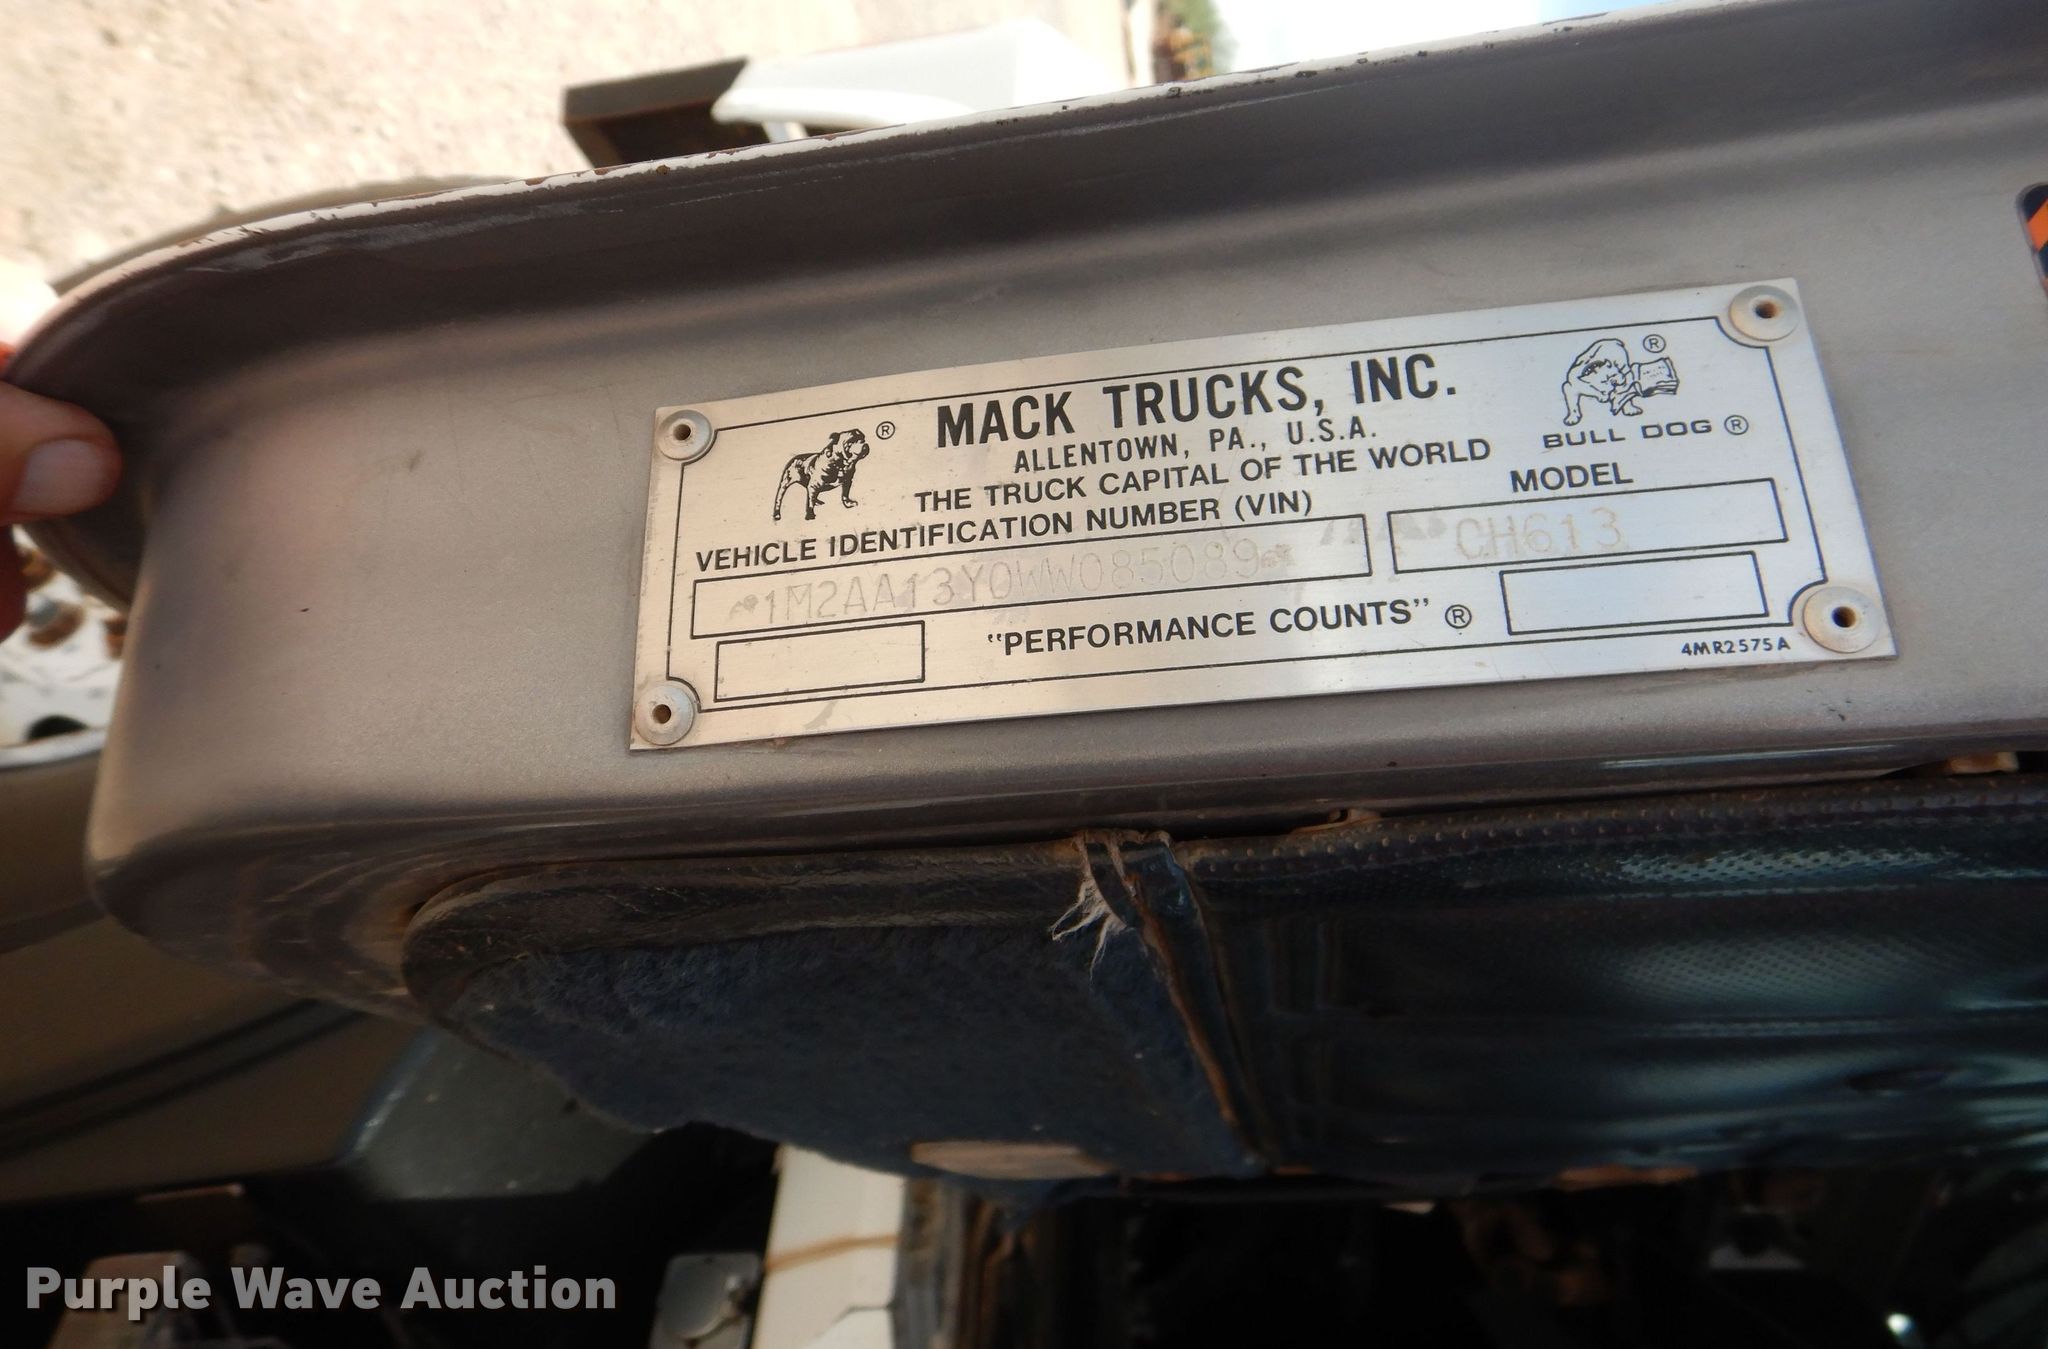 MACK TRUCKS, INC.
ALLENTOWN, PA., U.S.A.
THE TRUCK CAPITAL OF THE WORLD
®
®
BULL DOG ®
VEHICLE IDENTIFICATION NUMBER (VIN)
MODEL
1M2AA13Y0WW085089
CH613
"PERFORMANCE COUNTS" ®
4MR2575A
Purple Wave Auction